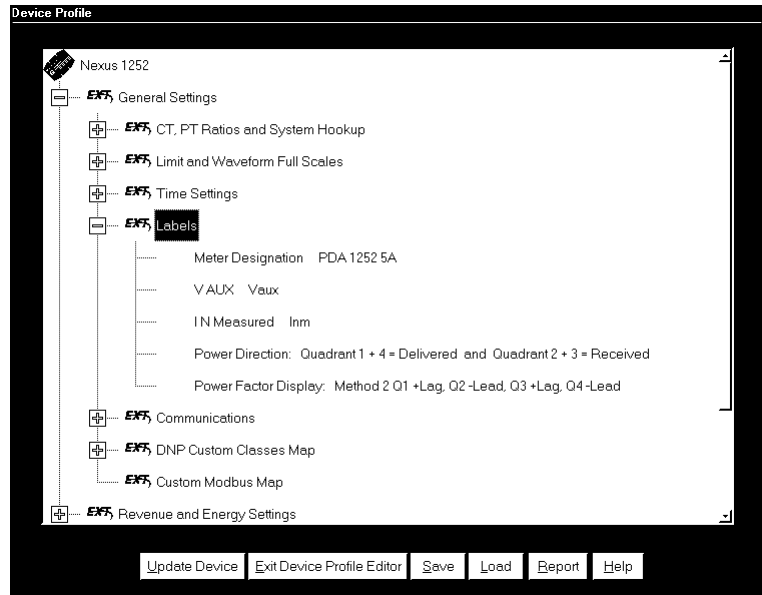 Device Profile
Nexus 1252
EXT General Settings
EXT CT, PT Ratios and System Hookup
EXT Limit and Waveform Full Scales
EXT Time Settings
EXT Labels
Meter Designation PDA 1252 5A
V AUX Vaux
I N Measured Inm
Power Direction: Quadrant 1 + 4 = Delivered and Quadrant 2 + 3 = Received
Power Factor Display: Method 2 Q1 +Lag, Q2 -Lead, Q3 +Lag, Q4 -Lead
EXT Communications
EXT DNP Custom Classes Map
EXT Custom Modbus Map
EXT Revenue and Energy Settings
Update Device Exit Device Profile Editor Save Load Report Help